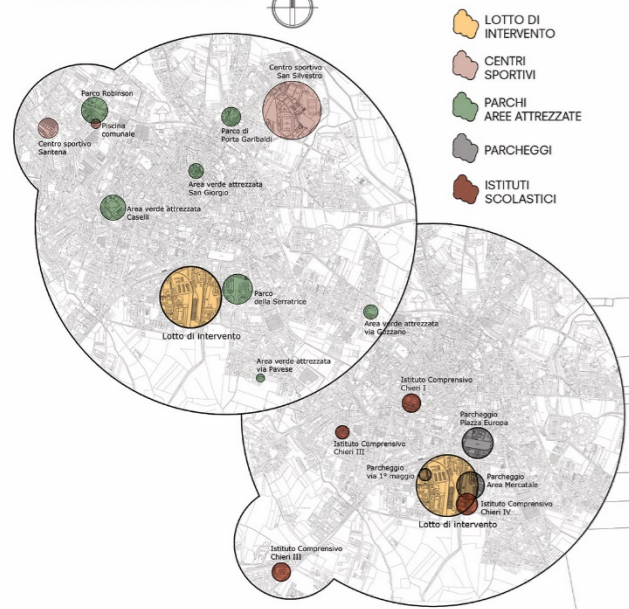 LOTTO DI
INTERVENTO
CENTRI
SPORTIVI
PARCHI
AREE ATTREZZATE
PARCHEGGI
ISTITUTI
SCOLASTICI
Centro sportivo
San Silvestro
Parco Robinson
Piscina
comunale
Centro sportivo
Santena
Parco di
Porta Garibaldi
Area verde attrezzata
San Giorgio
Area verde attrezzata
Caselli
Parco
della Serratrice
Lotto di intervento
Area verde attrezzata
via Gozzano
Area verde attrezzata
via Pavese
Istituto Comprensivo
Chieri I
Parcheggio
Piazza Europa
Istituto Comprensivo
Chieri III
Parcheggio
via 1° maggio
Parcheggio
Area Mercatale
Istituto Comprensivo
Chieri IV
Lotto di intervento
Istituto Comprensivo
Chieri III